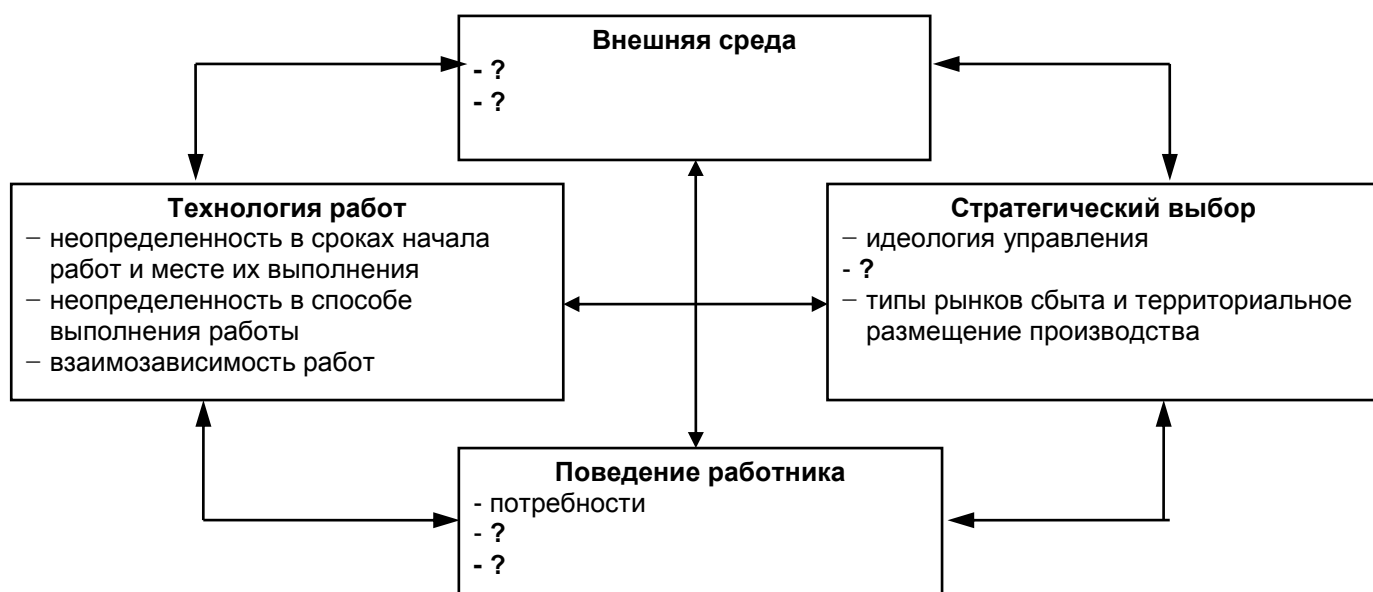 Внешняя среда
- ?
- ?
Технология работ
− неопределенность в сроках начала
работ и месте их выполнения
− неопределенность в способе
выполнения работы
− взаимозависимость работ
Стратегический выбор
− идеология управления
- ?
− типы рынков сбыта и территориальное
размещение производства
Поведение работника
- потребности
- ?
- ?